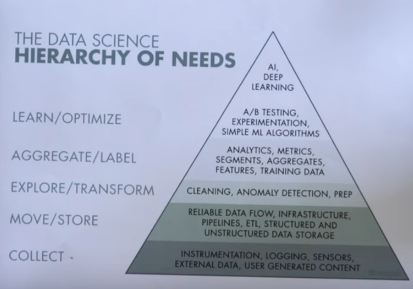 THE DATA SCIENCE
HIERARCHY OF NEEDS
AI,
DEEP
LEARNING
LEARN/OPTIMIZE
A/B TESTING,
EXPERIMENTATION,
SIMPLE ML ALGORITHMS
AGGREGATE/LABEL
ANALYTICS, METRICS,
SEGMENTS, AGGREGATES,
FEATURES, TRAINING DATA
EXPLORE/TRANSFORM
CLEANING, ANOMALY DETECTION, PREP
MOVE/STORE
RELIABLE DATA FLOW, INFRASTRUCTURE,
PIPELINES, ETL, STRUCTURED AND
UNSTRUCTURED DATA STORAGE
COLLECT
INSTRUMENTATION, LOGGING, SENSORS,
EXTERNAL DATA, USER GENERATED CONTENT